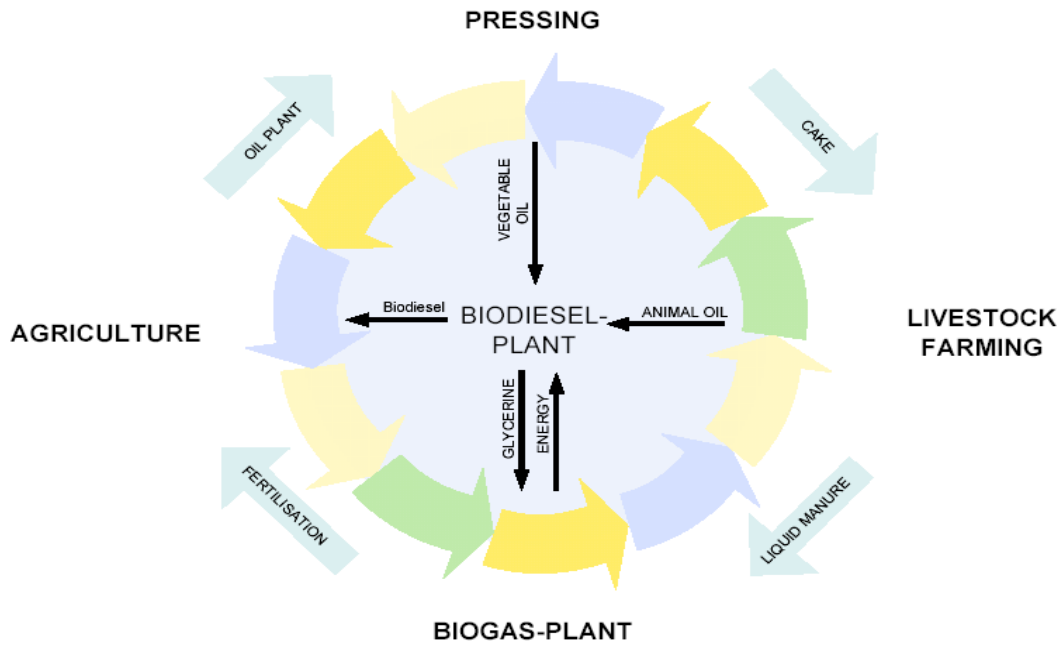 PRESSING
OIL PLANT
CAKE
VEGETABLE
OIL
Biodiesel
BIODIESEL-
PLANT
ANIMAL OIL
AGRICULTURE
LIVESTOCK
FARMING
GLYCERINE
ENERGY
FERTILISATION
LIQUID MANURE
BIOGAS-PLANT